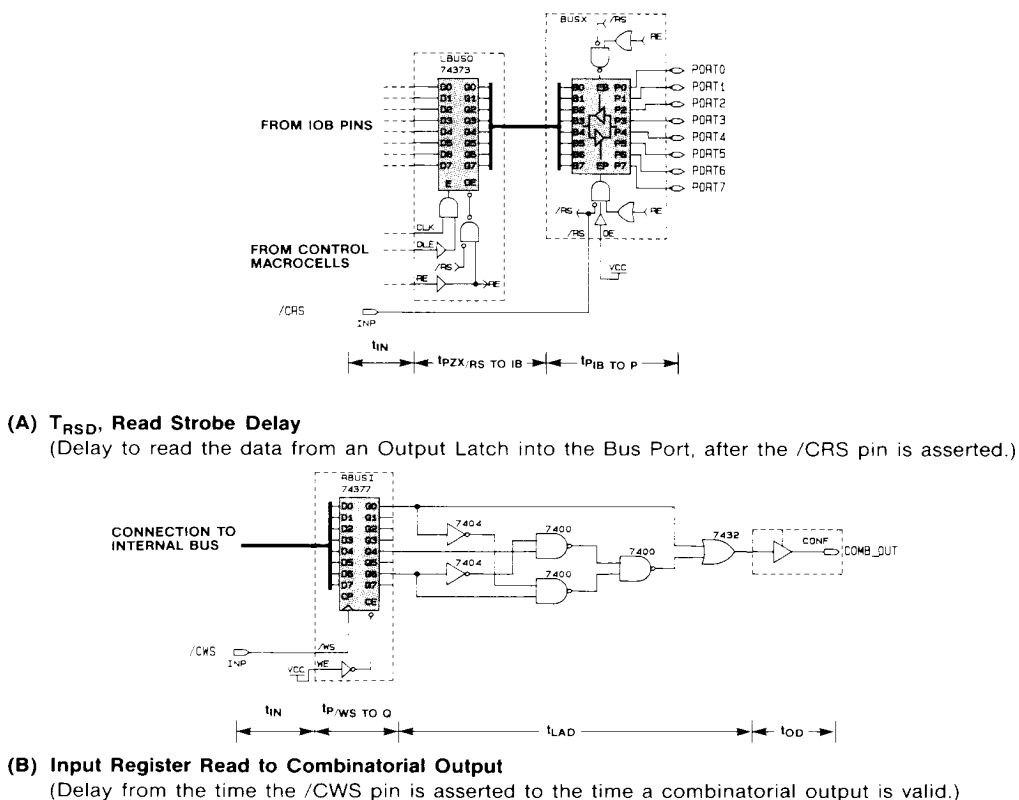 BUSX /RS
RE
LBUSO
74373
D0 Q0
D1 Q1
D2 Q2
D3 Q3
D4 Q4
D5 Q5
D6 Q6
D7 Q7
E OE
B0 EB P0
B1 P1
B2 P2
B3 P3
B4 P4
B5 P5
B6 P6
B7 EP P7
PORT0
PORT1
PORT2
PORT3
PORT4
PORT5
PORT6
PORT7
FROM IOB PINS
/RS RE
CLK
/RS OE
FROM CONTROL
MACROCELLS
DLE
/RS
VCC
RE RE
/CRS INP
tIN tPZX/RS TO IB tPIB TO P
(A) TRSD, Read Strobe Delay
(Delay to read the data from an Output Latch into the Bus Port, after the /CRS pin is asserted.)
RBUSI
74377
D0 Q0
D1 Q1
D2 Q2
D3 Q3
D4 Q4
D5 Q5
D6 Q6
D7 Q7
CP CE
CONNECTION TO
INTERNAL BUS
7404
7400
7432
7400
CONF COMB_OUT
7404
7400
/CWS INP /WS
VCC WE
tIN tP/WS TO Q tLAD tOD
(B) Input Register Read to Combinatorial Output
(Delay from the time the /CWS pin is asserted to the time a combinatorial output is valid.)